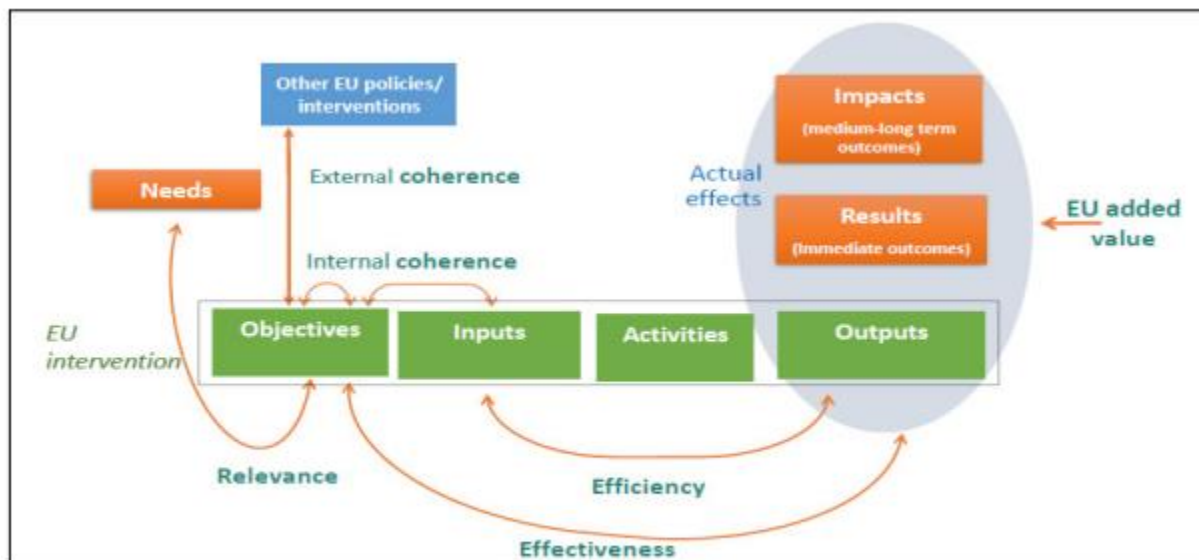 Other EU policies/
interventions
Impacts
(medium-long term
outcomes)
External coherence
Actual
effects
Needs
Results
(Immediate outcomes)
EU added
value
Internal coherence
EU
intervention
Objectives
Inputs
Activities
Outputs
Relevance
Efficiency
Effectiveness